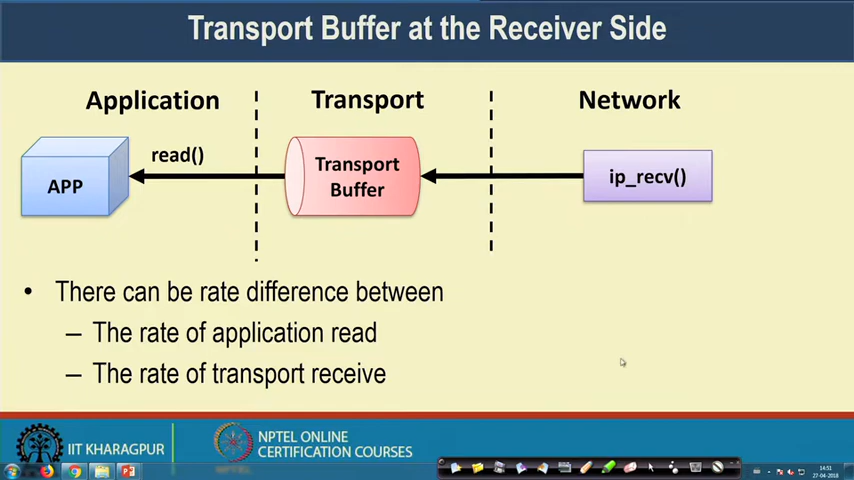 Transport Buffer at the Receiver Side
Application
Transport
Network
read()
APP
Transport
Buffer
ip_recv()
• There can be rate difference between
– The rate of application read
– The rate of transport receive
IIT KHARAGPUR
NPTEL ONLINE
CERTIFICATION COURSES
NPTEL
14:51
27-04-2018